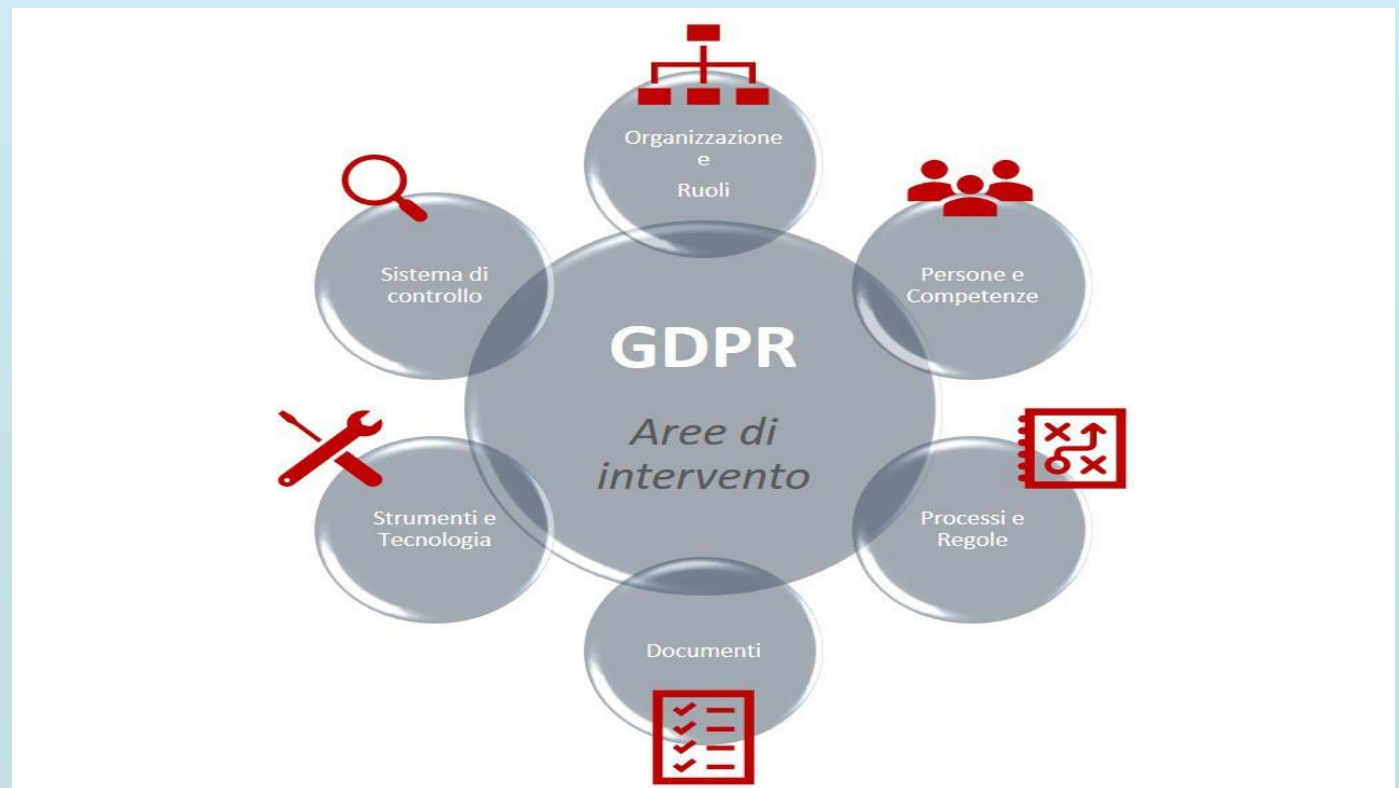 Organizzazione
e
Ruoli
Sistema di
controllo
Persone e
Competenze
GDPR
Aree di
intervento
Strumenti e
Tecnologia
Processi e
Regole
Documenti